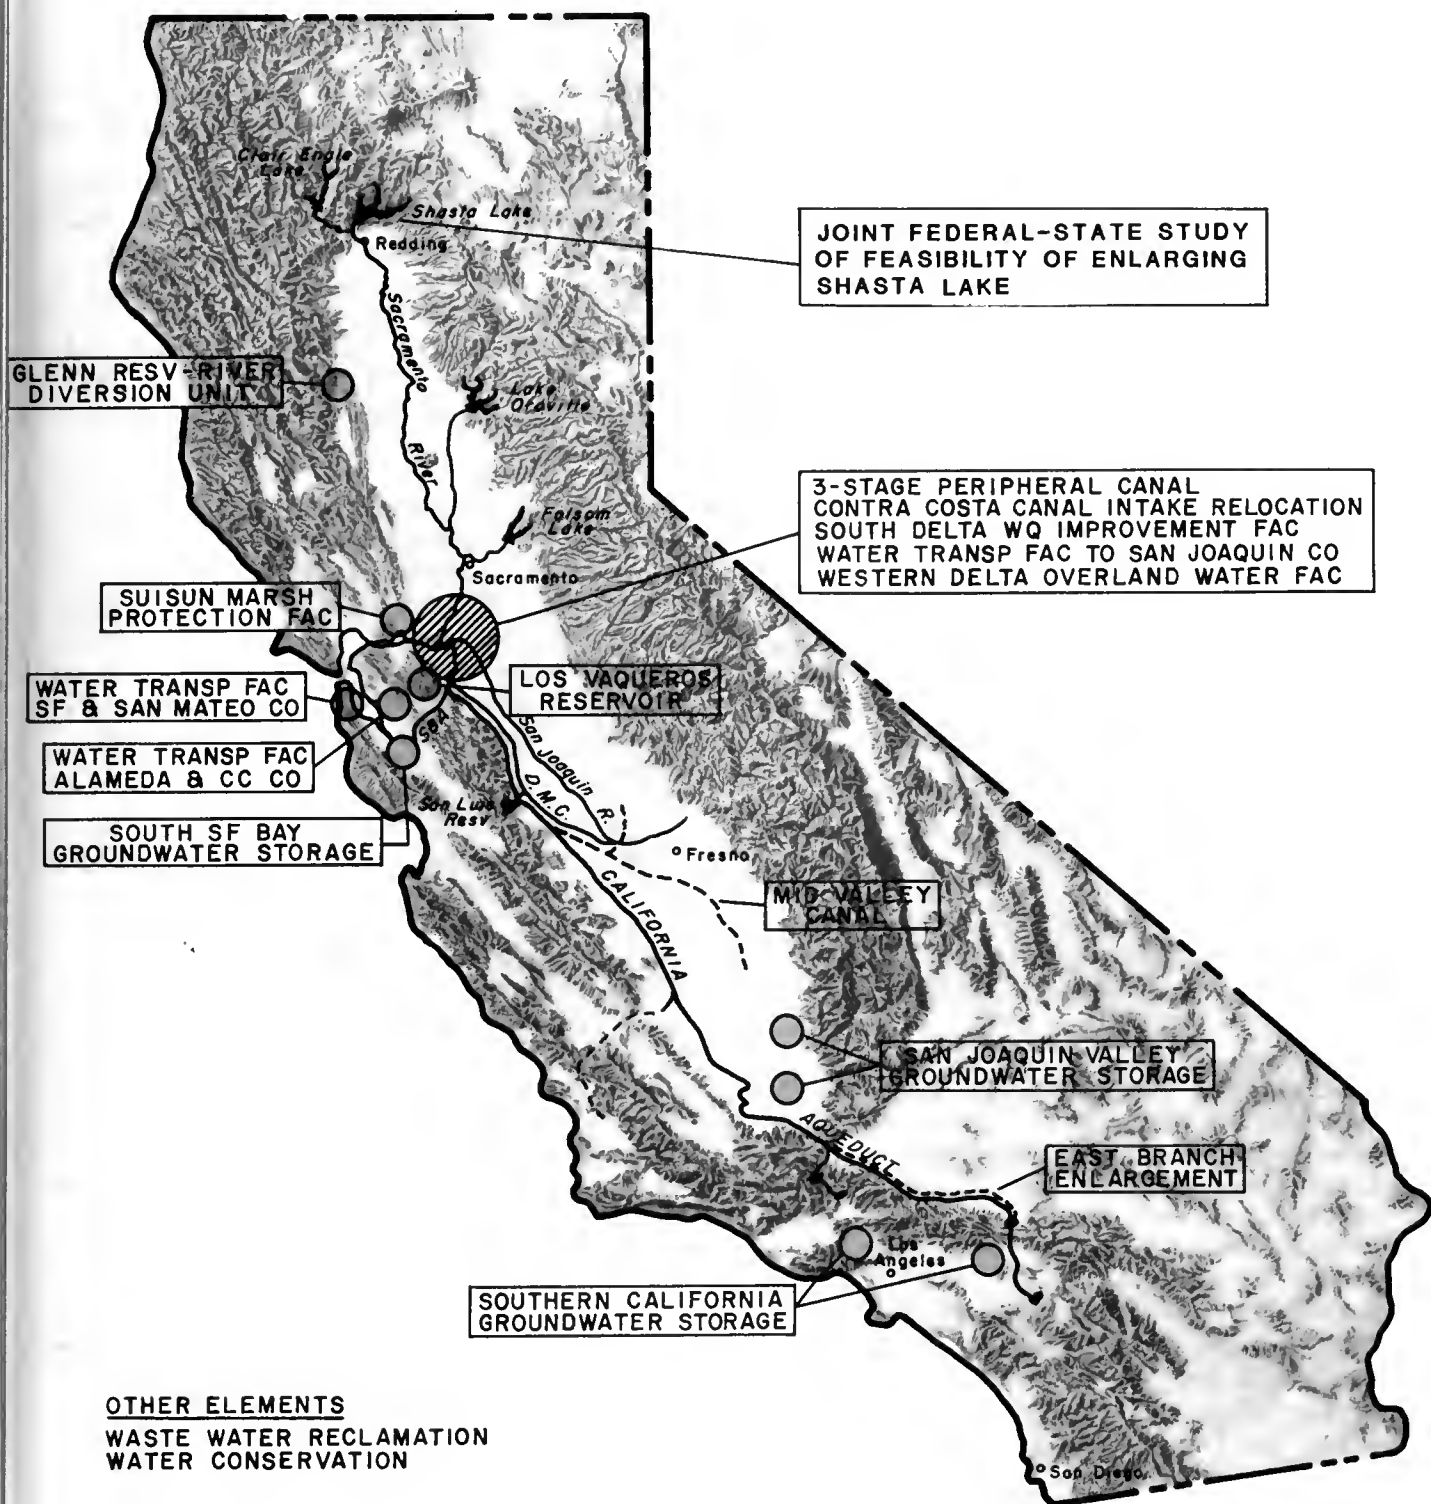 Clair Engle
Lake
Shasta Lake
Redding
JOINT FEDERAL-STATE STUDY
OF FEASIBILITY OF ENLARGING
SHASTA LAKE
Sacramento
River
GLENN RESV-RIVER
DIVERSION UNIT
Lake
Oroville
3-STAGE PERIPHERAL CANAL
CONTRA COSTA CANAL INTAKE RELOCATION
SOUTH DELTA WQ IMPROVEMENT FAC
WATER TRANSP FAC TO SAN JOAQUIN CO
WESTERN DELTA OVERLAND WATER FAC
Folsom
Lake
Sacramento
SUISUN MARSH
PROTECTION FAC
LOS VAQUEROS
RESERVOIR
WATER TRANSP FAC
SF & SAN MATEO CO
SBA
San Joaquin R.
WATER TRANSP FAC
ALAMEDA & CC CO
D.M.C.
San Luis
Resv
SOUTH SF BAY
GROUNDWATER STORAGE
Fresno
CALIFORNIA
MID VALLEY
CANAL
SAN JOAQUIN VALLEY
GROUNDWATER STORAGE
AQUEDUCT
EAST BRANCH
ENLARGEMENT
Los
Angeles
SOUTHERN CALIFORNIA
GROUNDWATER STORAGE
OTHER ELEMENTS
WASTE WATER RECLAMATION
WATER CONSERVATION
San Diego